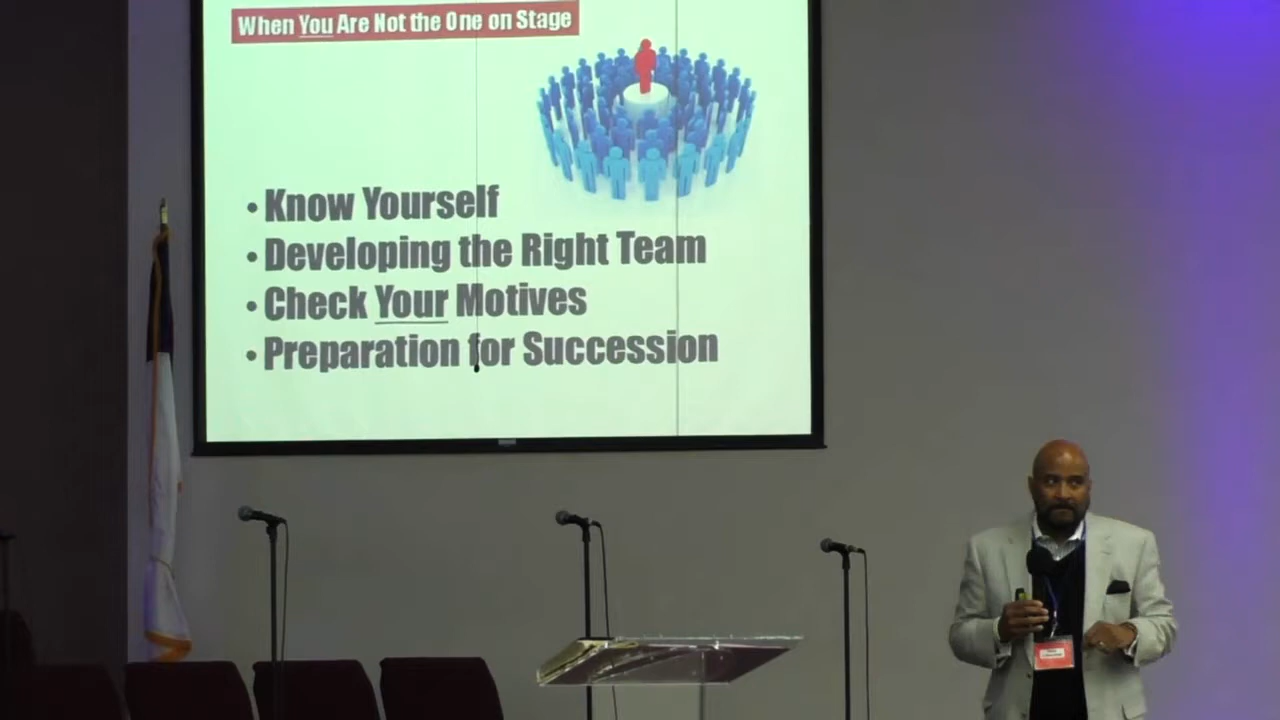 When You Are Not the One on Stage
• Know Yourself
• Developing the Right Team
• Check Your Motives
• Preparation for Succession